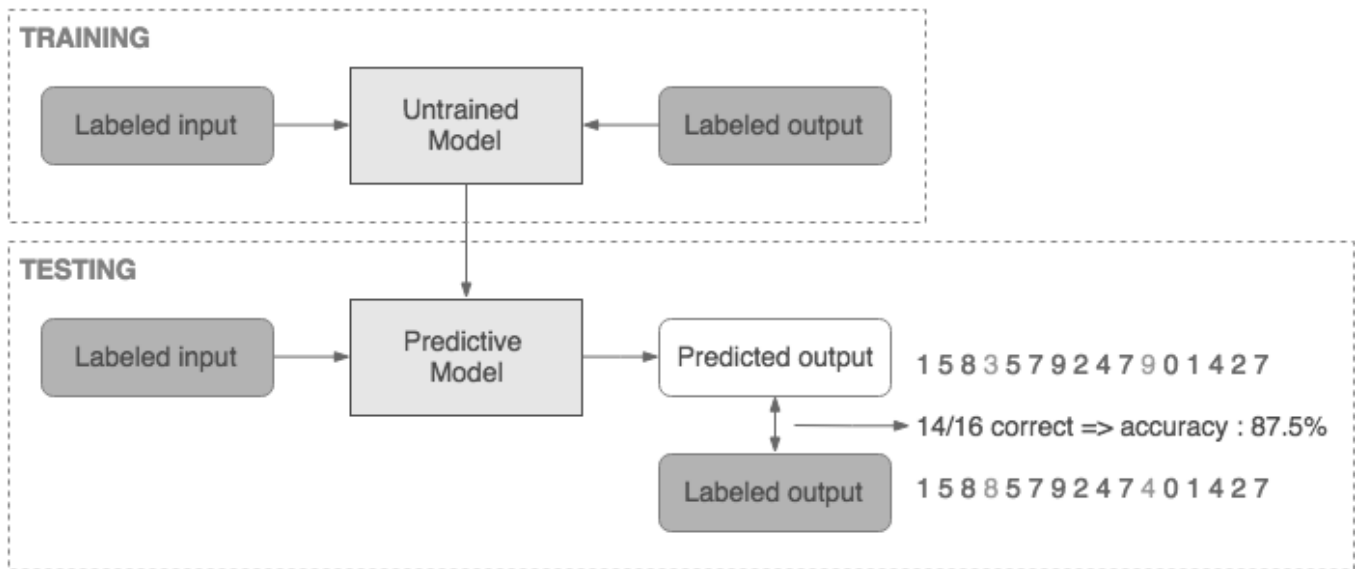 TRAINING
Labeled input
Untrained
Model
Labeled output
TESTING
Labeled input
Predictive
Model
Predicted output
1 5 8 3 5 7 9 2 4 7 9 0 1 4 2 7
14/16 correct => accuracy : 87.5%
Labeled output
1 5 8 8 5 7 9 2 4 7 4 0 1 4 2 7